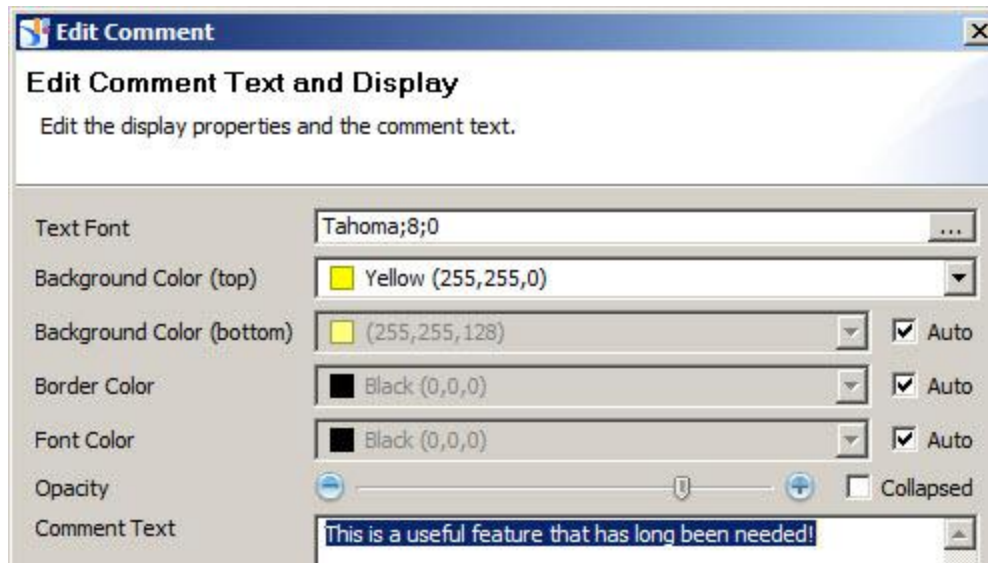 Edit Comment
Edit Comment Text and Display
Edit the display properties and the comment text.
Text Font Tahoma;8;0 ...
Background Color (top) Yellow (255,255,0)
Background Color (bottom) (255,255,128) Auto
Border Color Black (0,0,0) Auto
Font Color Black (0,0,0) Auto
Opacity Collapsed
Comment Text This is a useful feature that has long been needed!